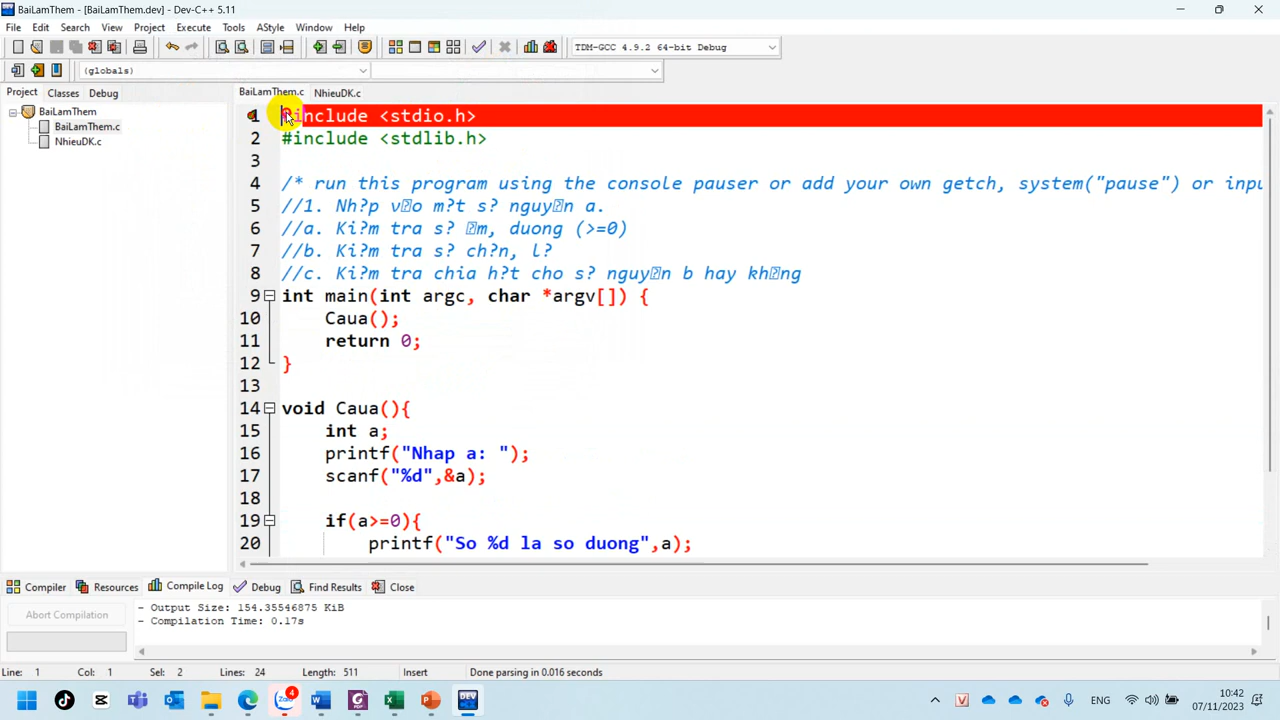 BaiLamThem - [BaiLamThem.dev] - Dev-C++ 5.11
File Edit Search View Project Execute Tools AStyle Window Help
TDM-GCC 4.9.2 64-bit Debug
(globals)
Project Classes Debug
BaiLamThem.c NhieuDK.c
BaiLamThem
BaiLamThem.c
NhieuDK.c
1 #include <stdio.h>
2 #include <stdlib.h>
3
4 /* run this program using the console pauser or add your own getch, system("pause") or inpu
5 //1. Nh?p v�o m?t s? nguy�n a.
6 //a. Ki?m tra s? �m, duong (>=0)
7 //b. Ki?m tra s? ch?n, l?
8 //c. Ki?m tra chia h?t cho s? nguy�n b hay kh�ng
9 int main(int argc, char *argv[]) {
10 Caua();
11 return 0;
12 }
13
14 void Caua(){
15 int a;
16 printf("Nhap a: ");
17 scanf("%d",&a);
18
19 if(a>=0){
20 printf("So %d la so duong",a);
Compiler Resources Compile Log Debug Find Results Close
Abort Compilation
- Output Size: 154.35546875 KiB
- Compilation Time: 0.17s
Line: 1 Col: 1 Sel: 2 Lines: 24 Length: 511 Insert Done parsing in 0.016 seconds
4
ENG
10:42
07/11/2023